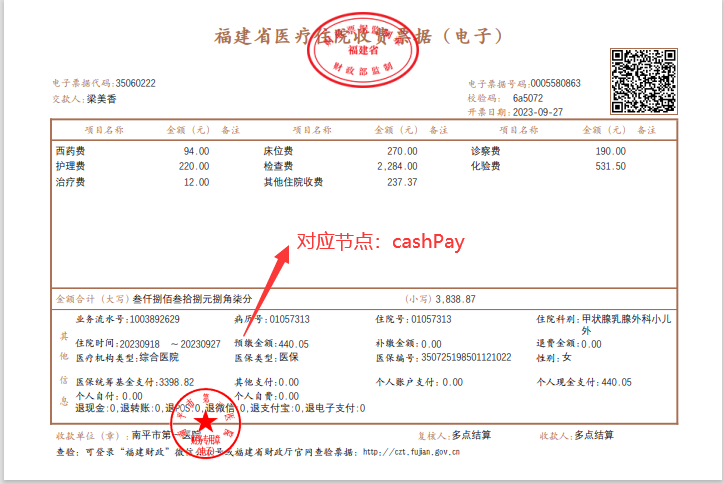 福建省医疗住院收费票据（电子）
福建省
财政部监制
电子票据代码:35060222
电子票据号码:0005580863
交款人:梁美香
校验码: 6a5072
开票日期:2023-09-27
项目名称 金额（元） 备注 项目名称 金额（元） 备注 项目名称 金额（元） 备注
西药费 94.00 床位费 270.00 诊察费 190.00
护理费 220.00 检查费 2,284.00 化验费 531.50
治疗费 12.00 其他住院收费 237.37
对应节点：cashPay
金额合计（大写）叁仟捌佰叁拾捌元捌角柒分 （小写）3,838.87
其他信息
业务流水号:1003892629 病历号:01057313 住院号:01057313 住院科别:甲状腺乳腺外科小儿
外
住院时间:20230918 ～20230927 预缴金额:440.05 补缴金额:0.00 退费金额:0.00
医疗机构类型:综合医院 医保类型:医保 医保编号:350725198501121022 性别:女
医保统筹基金支付:3398.82 其他支付:0.00 个人账户支付:0.00 个人现金支付:440.05
个人自付:0.00 个人自费:0.00
退现金:0,退转账:0,退POS:0,退微信:0,退支付宝:0,退电子支付:0
收款单位（章）:南平市第一医院 复核人:多点结算 收款人:多点结算
查验: 可登录“福建财政”微信公众号或福建省财政厅官网查验票据: http://czt.fujian.gov.cn